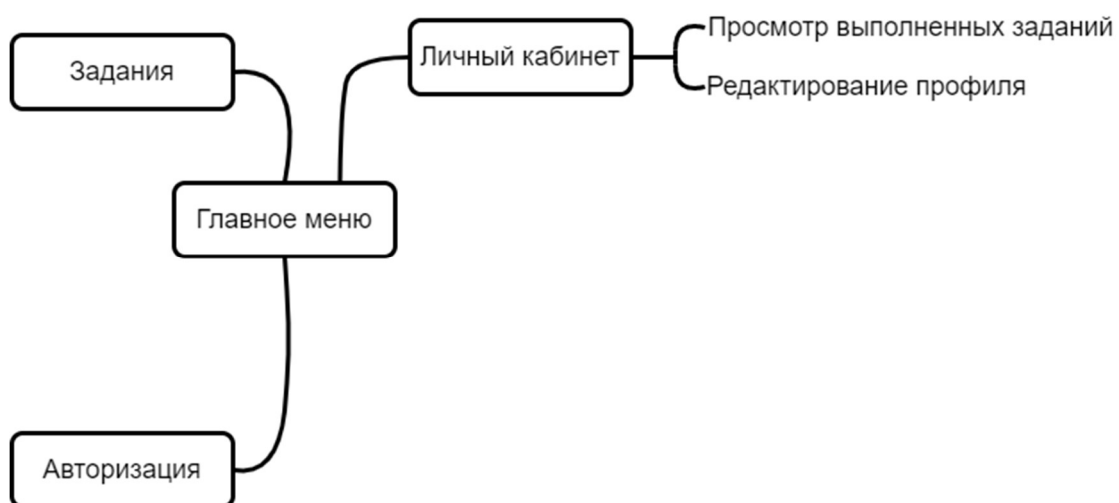 Задания
Личный кабинет
Просмотр выполненных заданий
Редактирование профиля
Главное меню
Авторизация